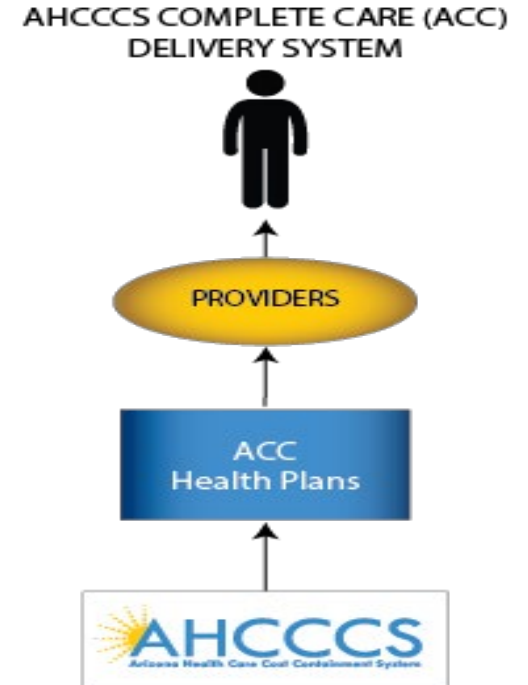 AHCCCS COMPLETE CARE (ACC)
DELIVERY SYSTEM
PROVIDERS
ACC
Health Plans
AHCCCS
Arizona Health Care Cost Containment System